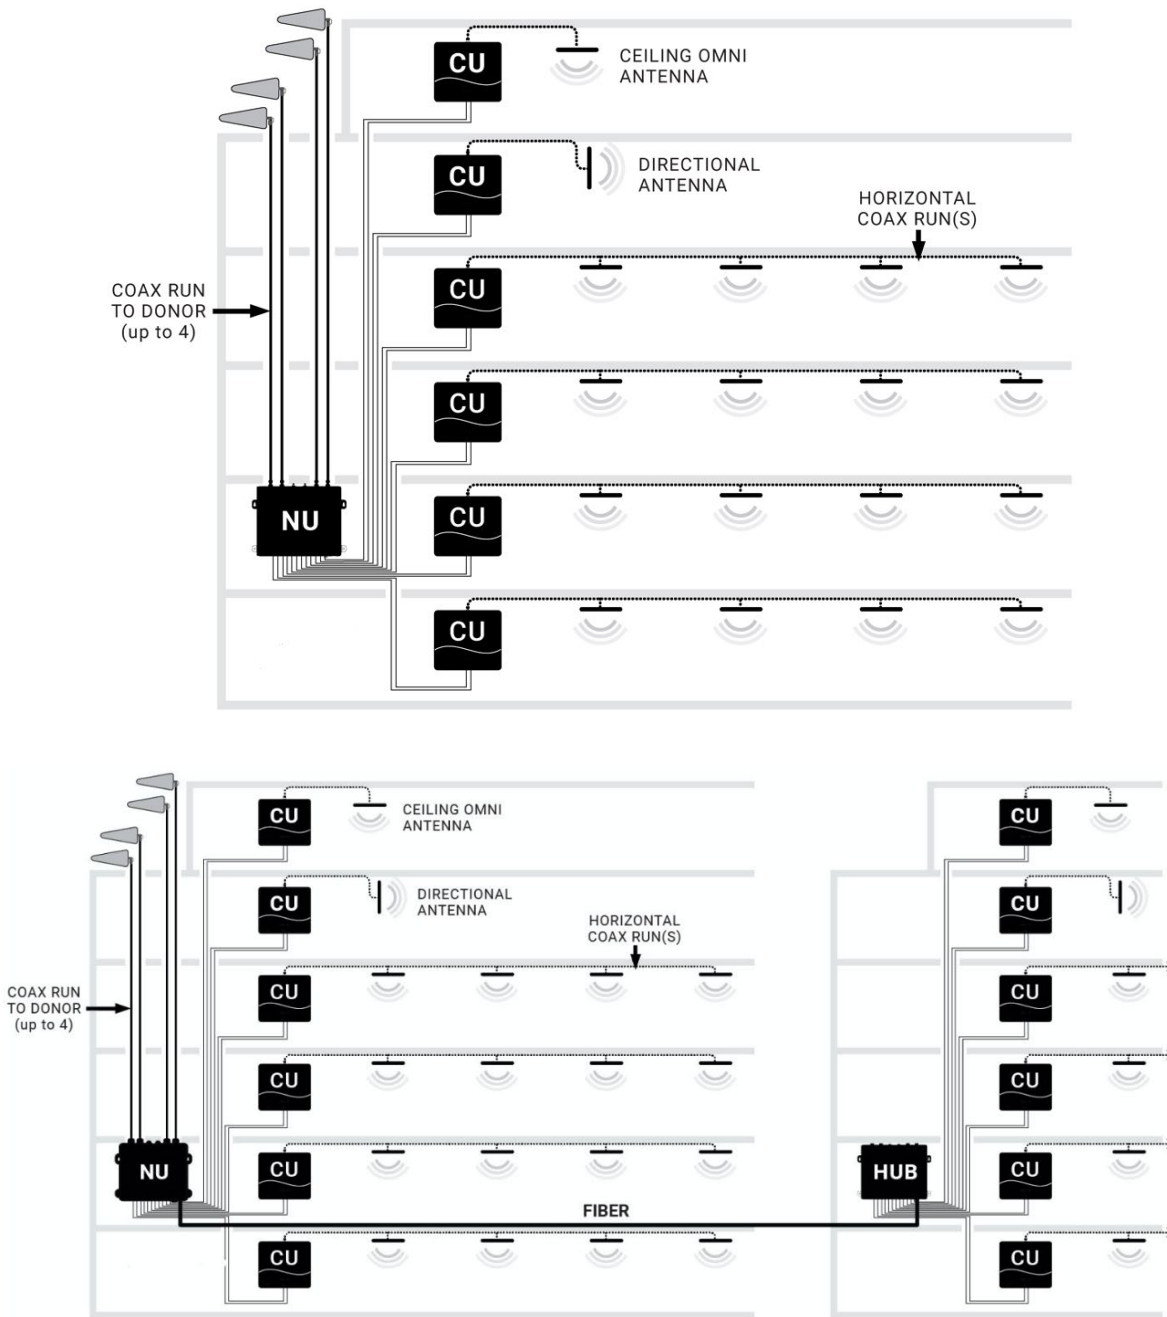 CU
CEILING OMNI
ANTENNA
CU
DIRECTIONAL
ANTENNA
HORIZONTAL
COAX RUN(S)
CU
COAX RUN
TO DONOR
(up to 4)
CU
NU
CU
CU
CU
CEILING OMNI
ANTENNA
CU
CU
DIRECTIONAL
ANTENNA
CU
HORIZONTAL
COAX RUN(S)
COAX RUN
TO DONOR
(up to 4)
CU
CU
CU
CU
NU
CU
HUB
CU
FIBER
CU
CU